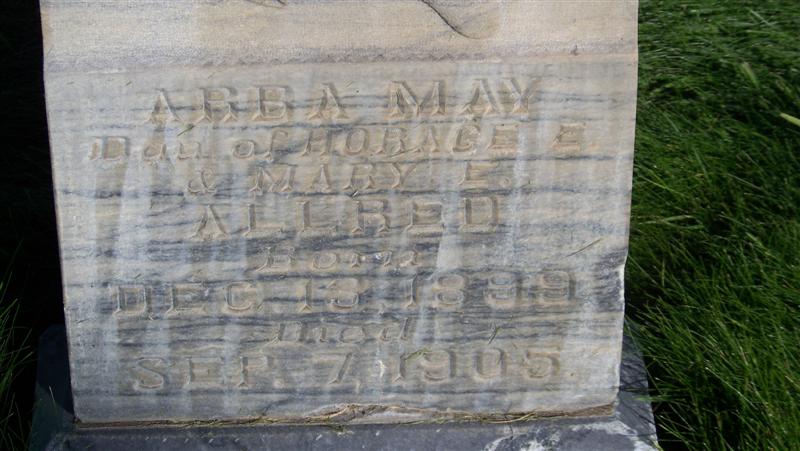 ARBA MAY
Dau of HORACE E.
& MARY E.
ALLRED
Born
DEC. 13, 1899
Died
SEP. 7, 1905.